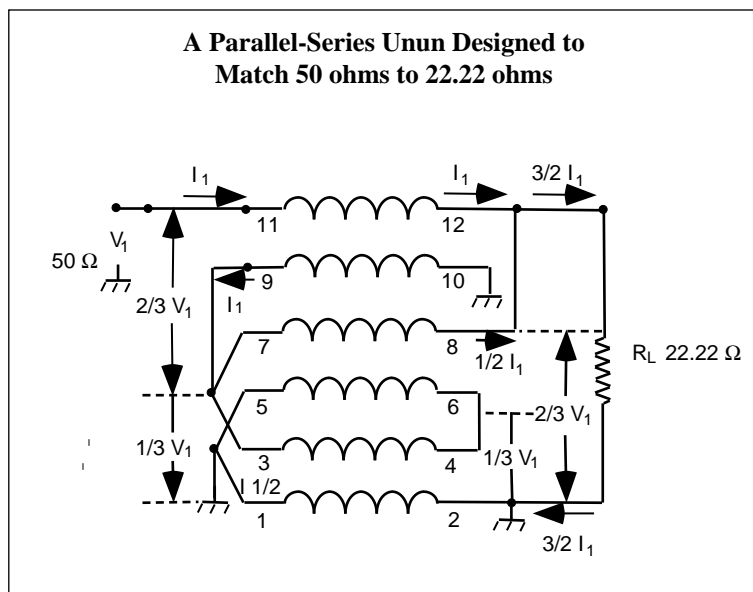 A Parallel-Series Unun Designed to
Match 50 ohms to 22.22 ohms
I1
I1
3/2 I1
11
12
V1
50 Ω
9
10
I1
2/3 V1
7
8
1/2 I1
RL 22.22 Ω
5
6
2/3 V1
1/3 V1
3
4
1/3 V1
I 1/2
1
2
3/2 I1